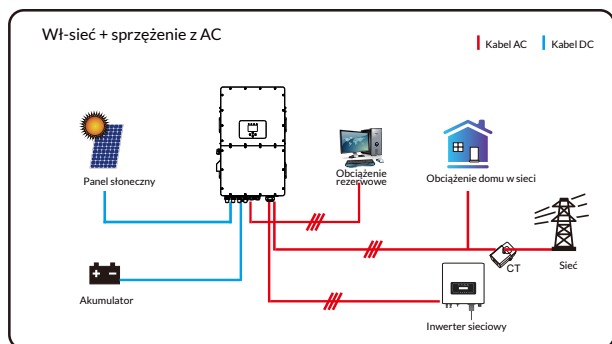 Wł-sieć + sprzężenie z AC
Kabel AC
Kabel DC
Panel słoneczny
Obciążenie
rezerwowe
Obciążenie domu w sieci
CT
Sieć
Akumulator
Inwerter sieciowy